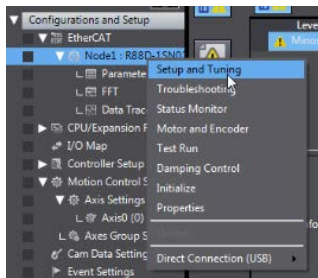 Configurations and Setup
EtherCAT
Node1 : R88D-1SN0
Paramete
FFT
Data Trac
CPU/Expansion
I/O Map
Controller Setup
Motion Control S
Axis Settings
Axis0 (0)
Axes Group S
Cam Data Setting
Event Settings
Setup and Tuning
Troubleshooting
Status Monitor
Motor and Encoder
Test Run
Damping Control
Initialize
Properties
Direct Connection (USB)
Leve
Minor
fo